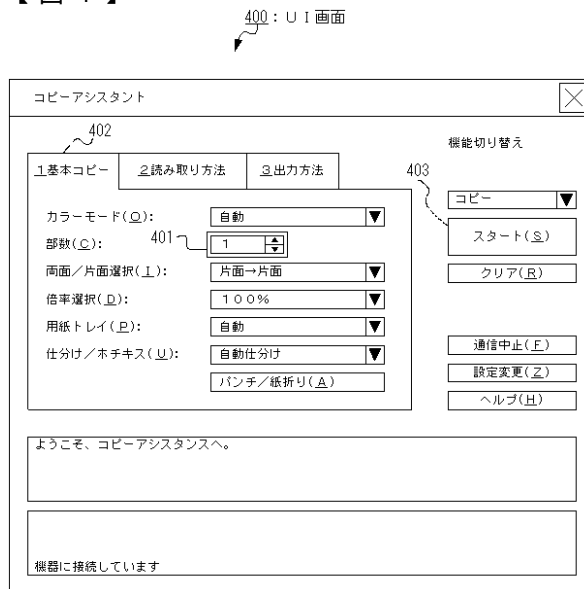 400：ＵＩ画面
コピーアシスタント
402
機能切り替え
1基本コピー
2読み取り方法
3出力方法
403
コピー
カラーモード(O):
自動
スタート(S)
部数(C):
401
1
両面／片面選択(I):
片面→片面
クリア(R)
倍率選択(D):
１００％
用紙トレイ(P):
自動
通信中止(F)
仕分け／ホチキス(U):
自動仕分け
設定変更(Z)
パンチ／紙折り(A)
ヘルプ(H)
ようこそ、コピーアシスタンスへ。
機器に接続しています